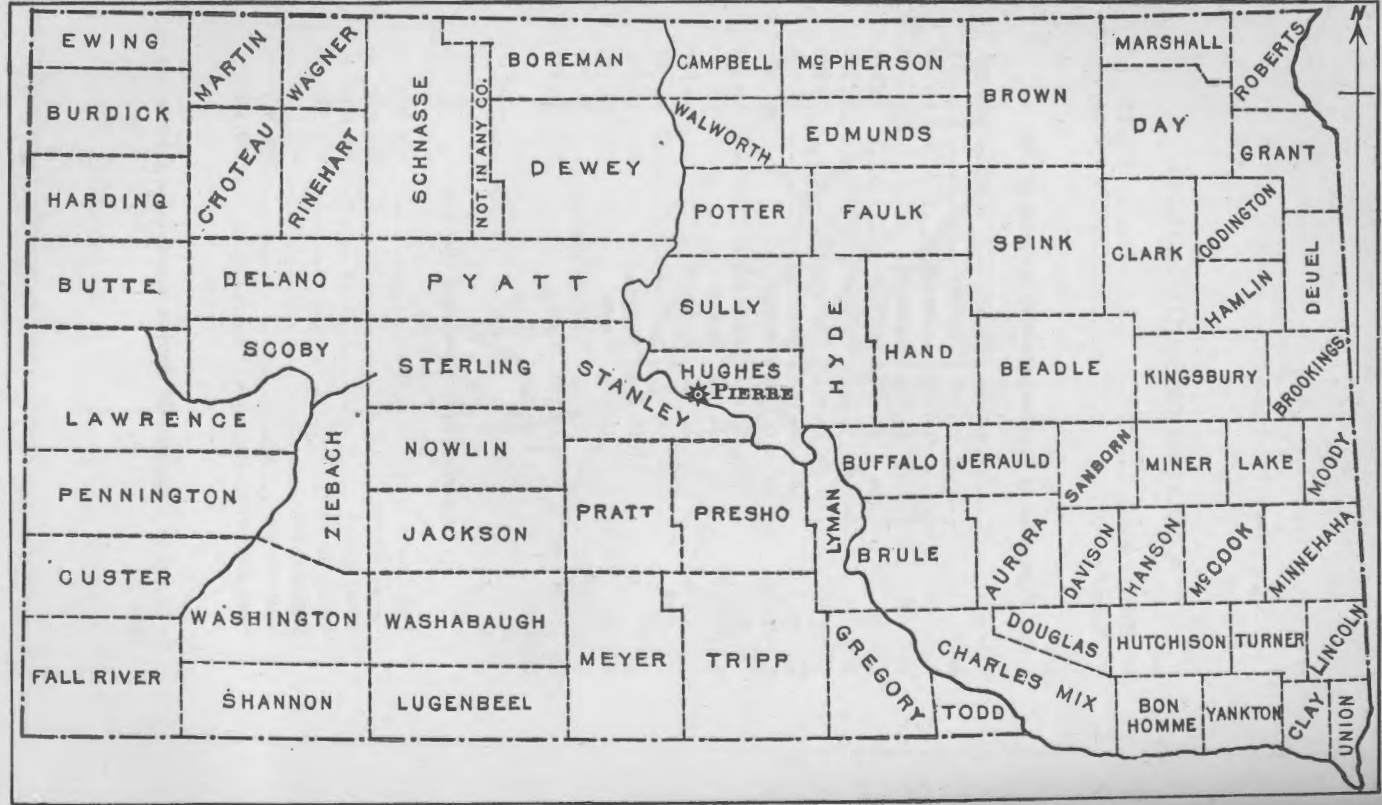 N
EWING
MARTIN
WAGNER
SCHNASSE
NOT IN ANY CO.
BOREMAN
CAMPBELL
McPHERSON
BROWN
MARSHALL
ROBERTS
BURDICK
DEWEY
WALWORTH
EDMUNDS
DAY
GRANT
HARDING
CHOTEAU
RINEHART
POTTER
FAULK
SPINK
CLARK
CODINGTON
DEUEL
BUTTE
DELANO
PYATT
SULLY
HYDE
HAND
HAMLIN
SCOBY
STERLING
STANLEY
HUGHES
PIERRE
BEADLE
KINGSBURY
BROOKINGS
LAWRENCE
NOWLIN
BUFFALO
JERAULD
SANBORN
MINER
LAKE
MOODY
PENNINGTON
ZIEBACH
JACKSON
PRATT
PRESHO
LYMAN
BRULE
AURORA
DAVISON
HANSON
McCOOK
MINNEHAHA
CUSTER
WASHINGTON
WASHABAUGH
MEYER
TRIPP
GREGORY
CHARLES MIX
DOUGLAS
HUTCHISON
TURNER
LINCOLN
FALL RIVER
SHANNON
LUGENBEEL
TODD
BON
HOMME
YANKTON
CLAY
UNION